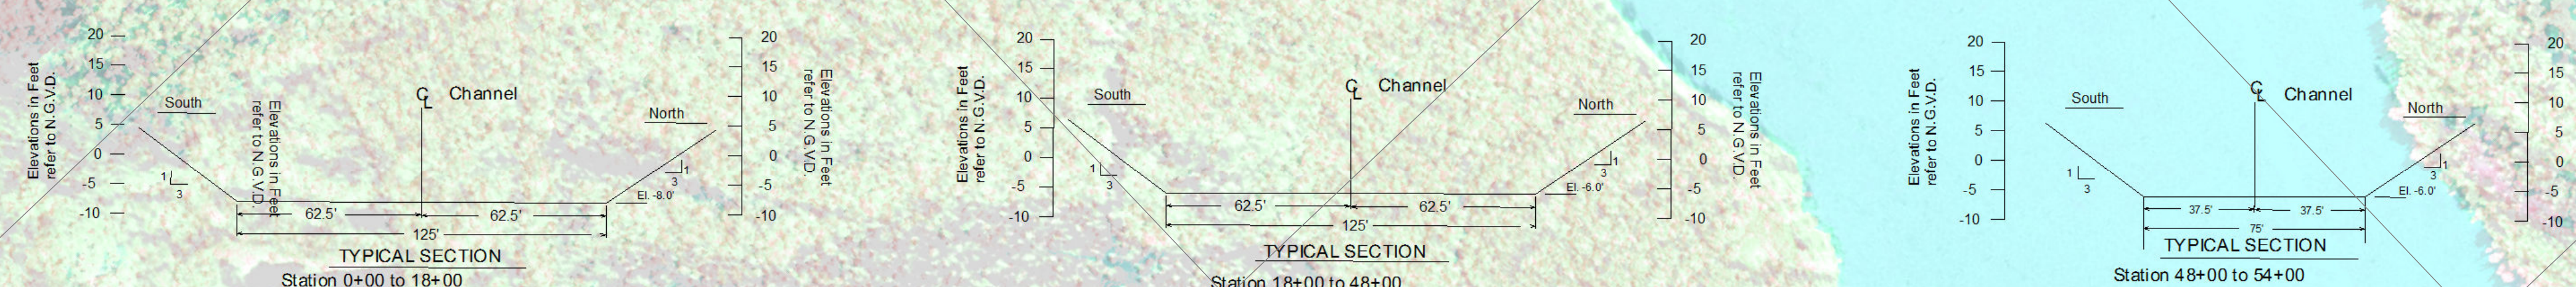 20
15
10
5
0
-5
-10
Elevations in Feet
refer to N.G.V.D.
South
1
3
Elevations in Feet
refer to N.G.V.D.
CL Channel
North
1
3
El. -8.0'
62.5' 62.5'
125'
TYPICAL SECTION
Station 0+00 to 18+00
20
15
10
5
0
-5
-10
Elevations in Feet
refer to N.G.V.D.
Elevations in Feet
refer to N.G.V.D.
20
15
10
5
0
-5
-10
South
1
3
CL Channel
North
1
3
El. -6.0'
62.5' 62.5'
125'
TYPICAL SECTION
Station 18+00 to 48+00
20
15
10
5
0
-5
-10
Elevations in Feet
refer to N.G.V.D.
Elevations in Feet
refer to N.G.V.D.
20
15
10
5
0
-5
-10
South
1
3
CL Channel
North
1
3
El. -6.0'
37.5' 37.5'
75'
TYPICAL SECTION
Station 48+00 to 54+00
20
15
10
5
0
-5
-10